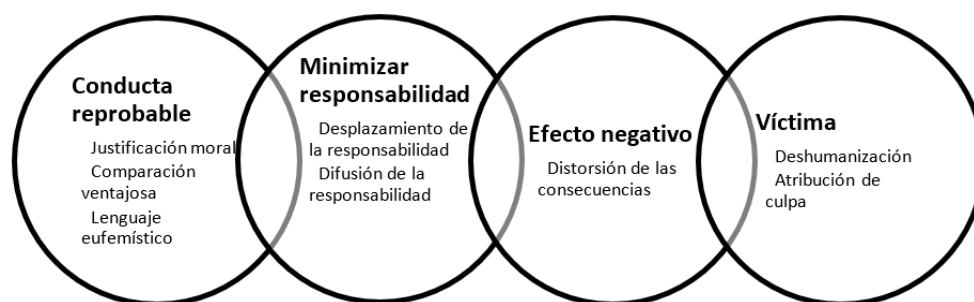 Conducta
reprobable
Justificación moral
Comparación
ventajosa
Lenguaje
eufemístico
Minimizar
responsabilidad
Desplazamiento de
la responsabilidad
Difusión de la
responsabilidad
Efecto negativo
Distorsión de las
consecuencias
Víctima
Deshumanización
Atribución de
culpa